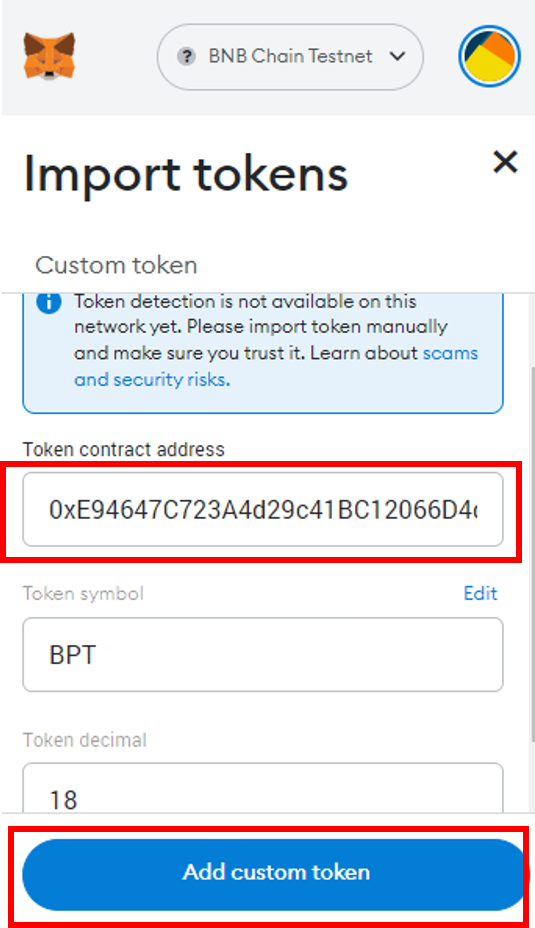 ? BNB Chain Testnet
Import tokens
Custom token
Token detection is not available on this
network yet. Please import token manually
and make sure you trust it. Learn about scams
and security risks.
Token contract address
0xE94647C723A4d29c41BC12066D4
Token symbol Edit
BPT
Token decimal
18
Add custom token